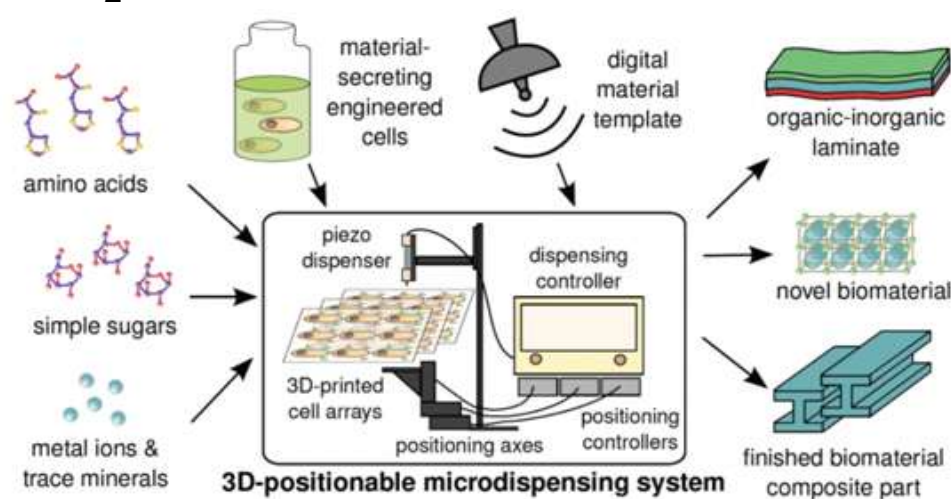 material-
secreting
engineered
cells
digital
material
template
organic-inorganic
laminate
amino acids
piezo
dispenser
dispensing
controller
simple sugars
novel biomaterial
3D-printed
cell arrays
metal ions &
trace minerals
positioning axes
positioning
controllers
finished biomaterial
composite part
3D-positionable microdispensing system